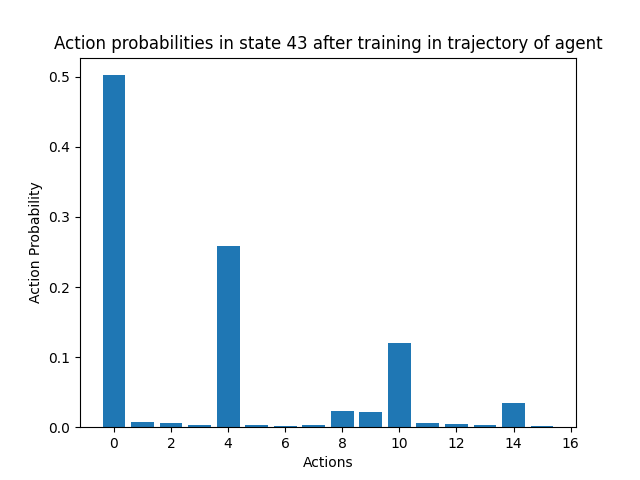 Action probabilities in state 43 after training in trajectory of agent
0.5
0.4
0.3
0.2
0.1
0.0
Action Probability
0 2 4 6 8 10 12 14 16
Actions